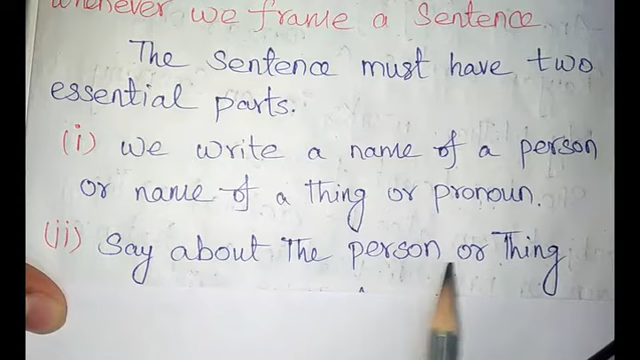 whenever we frame a Sentence
The sentence must have two
essential parts.
(i) we write a name of a person
or name of a thing or pronoun.
(ii) Say about the person or Thing